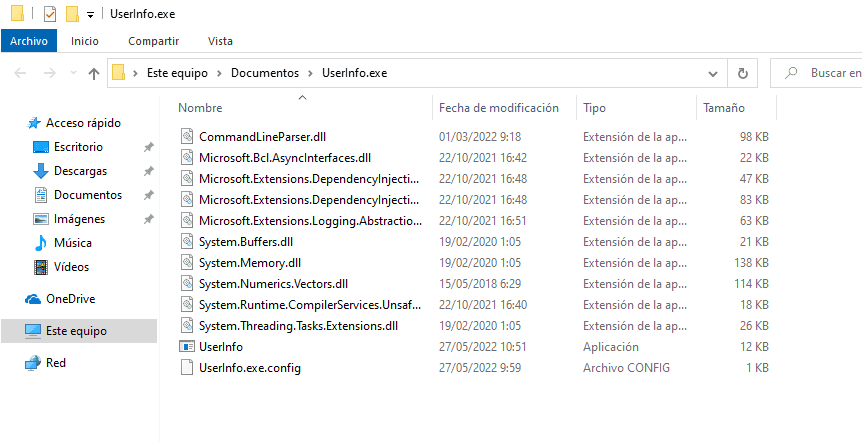 UserInfo.exe
Archivo Inicio Compartir Vista
Este equipo Documentos UserInfo.exe Buscar en
Nombre Fecha de modificación Tipo Tamaño
Acceso rápido
Escritorio
Descargas
Documentos
Imágenes
Música
Vídeos
OneDrive
Este equipo
Red
CommandLineParser.dll 01/03/2022 9:18 Extensión de la ap... 98 KB
Microsoft.Bcl.AsyncInterfaces.dll 22/10/2021 16:42 Extensión de la ap... 22 KB
Microsoft.Extensions.DependencyInjecti... 22/10/2021 16:48 Extensión de la ap... 47 KB
Microsoft.Extensions.DependencyInjecti... 22/10/2021 16:48 Extensión de la ap... 83 KB
Microsoft.Extensions.Logging.Abstractio... 22/10/2021 16:51 Extensión de la ap... 63 KB
System.Buffers.dll 19/02/2020 1:05 Extensión de la ap... 21 KB
System.Memory.dll 19/02/2020 1:05 Extensión de la ap... 138 KB
System.Numerics.Vectors.dll 15/05/2018 6:29 Extensión de la ap... 114 KB
System.Runtime.CompilerServices.Unsaf... 22/10/2021 16:40 Extensión de la ap... 18 KB
System.Threading.Tasks.Extensions.dll 19/02/2020 1:05 Extensión de la ap... 26 KB
UserInfo 27/05/2022 10:51 Aplicación 12 KB
UserInfo.exe.config 27/05/2022 9:59 Archivo CONFIG 1 KB